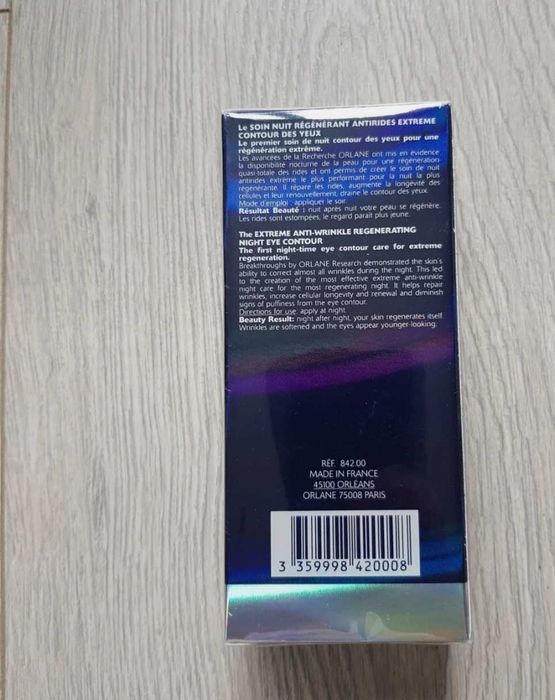 Le SOIN NUIT RÉGÉNÉRANT ANTIRIDES EXTREME
CONTOUR DES YEUX
Le premier soin de nuit contour des yeux pour une
régénération extrême.
Les avancées de la Recherche ORLANE ont mis en évidence
la disponibilité nocturne de la peau pour une régénération
quasi-totale des rides et ont permis de créer le soin de nuit
antirides extrême le plus performant pour la nuit la plus
régénérante. Il répare les rides, augmente la longévité des
cellules et leur renouvellement, draine le contour des yeux.
Mode d'emploi : appliquer le soir.
Résultat Beauté : nuit après nuit votre peau se régénère.
Les rides sont estompées, le regard paraît plus jeune.
The EXTREME ANTI-WRINKLE REGENERATING
NIGHT EYE CONTOUR
The first night-time eye contour care for extreme
regeneration.
Breakthroughs by ORLANE Research demonstrated the skin's
ability to correct almost all wrinkles during the night. This led
to the creation of the most effective extreme anti-wrinkle
night care for the most regenerating night. It helps repair
wrinkles, increase cellular longevity and renewal and diminish
signs of puffiness from the eye contour.
Directions for use: apply at night.
Beauty Result: night after night, your skin regenerates itself.
Wrinkles are softened and the eyes appear younger-looking.
RÉF. 842.00
MADE IN FRANCE
45100 ORLÉANS
ORLANE 75008 PARIS
3 359998 420008